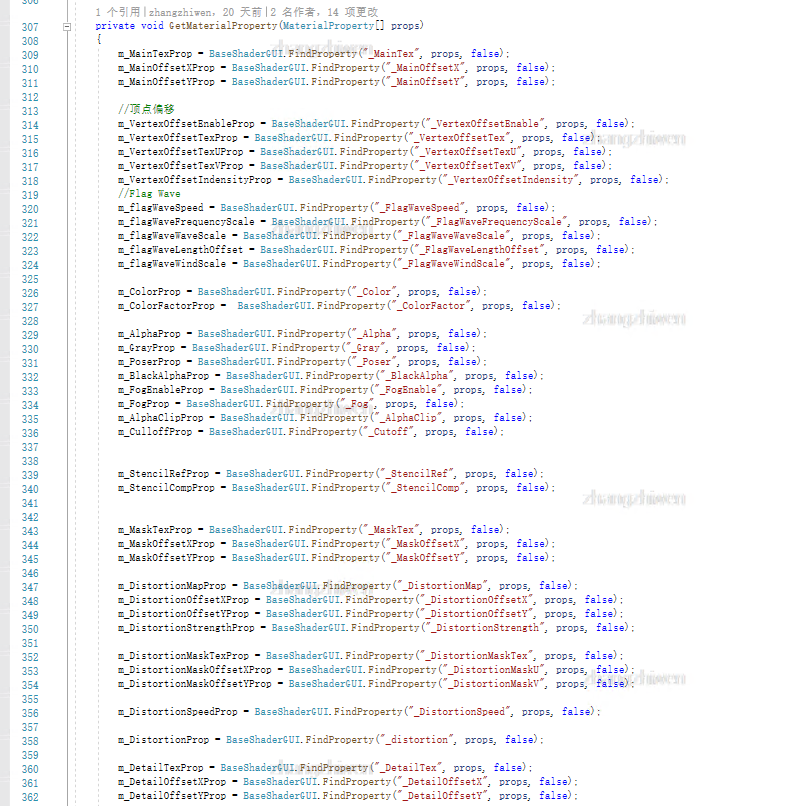 306
1 个引用|zhangzhiwen，20 天前|2 名作者，14 项更改
307 private void GetMaterialProperty(MaterialProperty[] props)
308 {
309 m_MainTexProp = BaseShaderGUI.FindProperty("_MainTex", props, false);
310 m_MainOffsetXProp = BaseShaderGUI.FindProperty("_MainOffsetX", props, false);
311 m_MainOffsetYProp = BaseShaderGUI.FindProperty("_MainOffsetY", props, false);
312
313 //顶点偏移
314 m_VertexOffsetEnableProp = BaseShaderGUI.FindProperty("_VertexOffsetEnable", props, false);
315 m_VertexOffsetTexProp = BaseShaderGUI.FindProperty("_VertexOffsetTex", props, false);
316 m_VertexOffsetTexUProp = BaseShaderGUI.FindProperty("_VertexOffsetTexU", props, false);
317 m_VertexOffsetTexVProp = BaseShaderGUI.FindProperty("_VertexOffsetTexV", props, false);
318 m_VertexOffsetIndensityProp = BaseShaderGUI.FindProperty("_VertexOffsetIndensity", props, false);
319 //Flag Wave
320 m_flagWaveSpeed = BaseShaderGUI.FindProperty("_FlagWaveSpeed", props, false);
321 m_flagWaveFrequencyScale = BaseShaderGUI.FindProperty("_FlagWaveFrequencyScale", props, false);
322 m_flagWaveWaveScale = BaseShaderGUI.FindProperty("_FlagWaveWaveScale", props, false);
323 m_flagWaveLengthOffset = BaseShaderGUI.FindProperty("_FlagWaveLengthOffset", props, false);
324 m_flagWaveWindScale = BaseShaderGUI.FindProperty("_FlagWaveWindScale", props, false);
325
326 m_ColorProp = BaseShaderGUI.FindProperty("_Color", props, false);
327 m_ColorFactorProp =  BaseShaderGUI.FindProperty("_ColorFactor", props, false);
328
329 m_AlphaProp = BaseShaderGUI.FindProperty("_Alpha", props, false);
330 m_GrayProp = BaseShaderGUI.FindProperty("_Gray", props, false);
331 m_PoserProp = BaseShaderGUI.FindProperty("_Poser", props, false);
332 m_BlackAlphaProp = BaseShaderGUI.FindProperty("_BlackAlpha", props, false);
333 m_FogEnableProp = BaseShaderGUI.FindProperty("_FogEnable", props, false);
334 m_FogProp = BaseShaderGUI.FindProperty("_Fog", props, false);
335 m_AlphaClipProp = BaseShaderGUI.FindProperty("_AlphaClip", props, false);
336 m_CulloffProp = BaseShaderGUI.FindProperty("_Cutoff", props, false);
337
338
339 m_StencilRefProp = BaseShaderGUI.FindProperty("_StencilRef", props, false);
340 m_StencilCompProp = BaseShaderGUI.FindProperty("_StencilComp", props, false);
341
342
343 m_MaskTexProp = BaseShaderGUI.FindProperty("_MaskTex", props, false);
344 m_MaskOffsetXProp = BaseShaderGUI.FindProperty("_MaskOffsetX", props, false);
345 m_MaskOffsetYProp = BaseShaderGUI.FindProperty("_MaskOffsetY", props, false);
346
347 m_DistortionMapProp = BaseShaderGUI.FindProperty("_DistortionMap", props, false);
348 m_DistortionOffsetXProp = BaseShaderGUI.FindProperty("_DistortionOffsetX", props, false);
349 m_DistortionOffsetYProp = BaseShaderGUI.FindProperty("_DistortionOffsetY", props, false);
350 m_DistortionStrengthProp = BaseShaderGUI.FindProperty("_DistortionStrength", props, false);
351
352 m_DistortionMaskTexProp = BaseShaderGUI.FindProperty("_DistortionMaskTex", props, false);
353 m_DistortionMaskOffsetXProp = BaseShaderGUI.FindProperty("_DistortionMaskU", props, false);
354 m_DistortionMaskOffsetYProp = BaseShaderGUI.FindProperty("_DistortionMaskV", props, false);
355
356 m_DistortionSpeedProp = BaseShaderGUI.FindProperty("_DistortionSpeed", props, false);
357
358 m_DistortionProp = BaseShaderGUI.FindProperty("_distortion", props, false);
359
360 m_DetailTexProp = BaseShaderGUI.FindProperty("_DetailTex", props, false);
361 m_DetailOffsetXProp = BaseShaderGUI.FindProperty("_DetailOffsetX", props, false);
362 m_DetailOffsetYProp = BaseShaderGUI.FindProperty("_DetailOffsetY", props, false);
zhangzhiwen
zhangzhiwen
zhangzhiwen
zhangzhiwen
zhangzhiwen
zhangzhiwen
zhangzhiwen
zhangzhiwen
zhangzhiwen